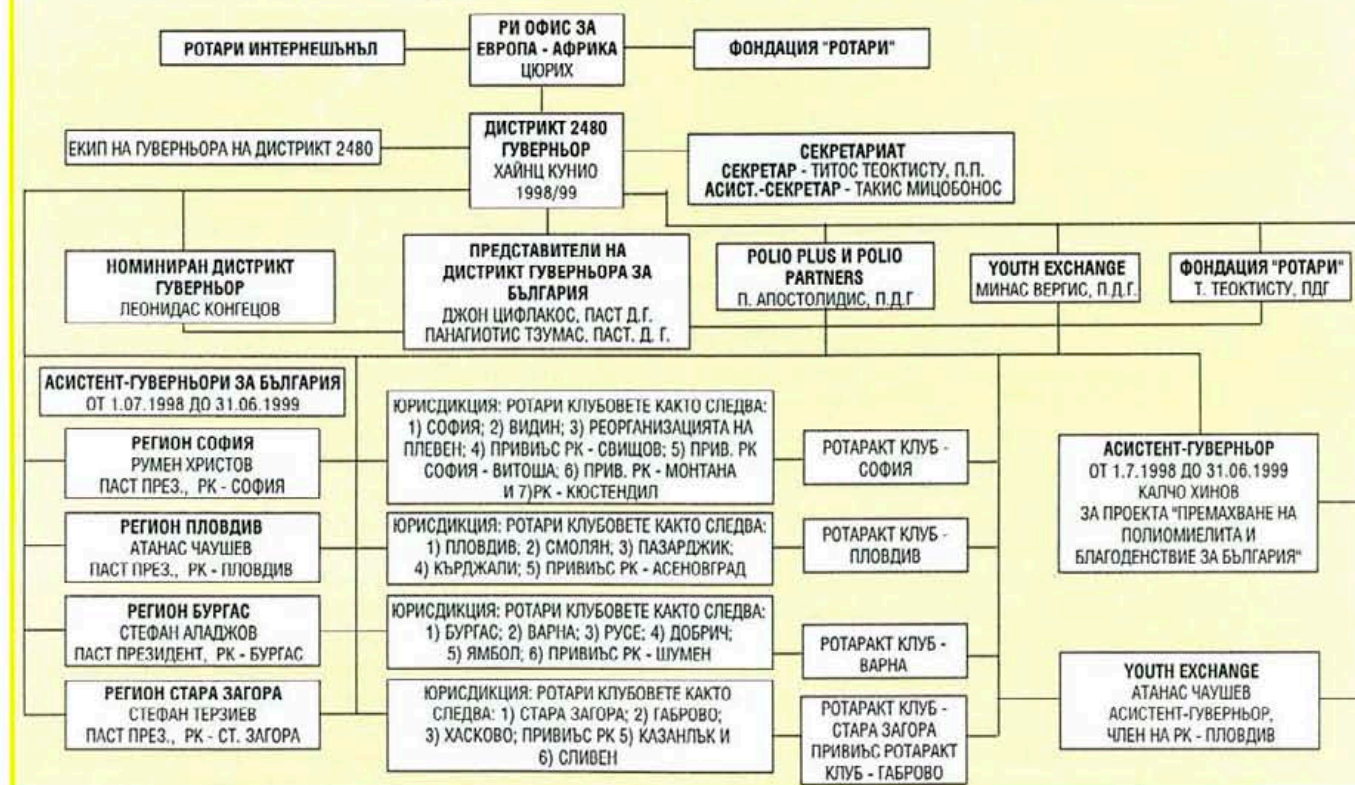 РОТАРИ ИНТЕРНЕШЪНЪЛ
РИ ОФИС ЗА
ЕВРОПА - АФРИКА
ЦЮРИХ
ФОНДАЦИЯ "РОТАРИ"
ЕКИП НА ГУВЕРНЬОРА НА ДИСТРИКТ 2480
ДИСТРИКТ 2480
ГУВЕРНЬОР
ХАЙНЦ КУНИО
1998/99
СЕКРЕТАРИАТ
СЕКРЕТАР - ТИТОС ТЕОКТИСТУ, П.П.
АСИСТ.-СЕКРЕТАР - ТАКИС МИЦОБОНОС
НОМИНИРАН ДИСТРИКТ
ГУВЕРНЬОР
ЛЕОНИДАС КОНГЕЦОВ
ПРЕДСТАВИТЕЛИ НА
ДИСТРИКТ ГУВЕРНЬОРА ЗА
БЪЛГАРИЯ
ДЖОН ЦИФЛАКОС, ПАСТ Д.Г.
ПАНАГИОТИС ТЗУМАС, ПАСТ. Д. Г.
POLIO PLUS И POLIO
PARTNERS
П. АПОСТОЛИДИС, П.Д.Г
YOUTH EXCHANGE
МИНАС ВЕРГИС, П.Д.Г.
ФОНДАЦИЯ "РОТАРИ"
Т. ТЕОКТИСТУ, ПДГ
АСИСТЕНТ-ГУВЕРНЬОРИ ЗА БЪЛГАРИЯ
ОТ 1.07.1998 ДО 31.06.1999
РЕГИОН СОФИЯ
РУМЕН ХРИСТОВ
ПАСТ ПРЕЗ., РК - СОФИЯ
ЮРИСДИКЦИЯ: РОТАРИ КЛУБОВЕТЕ КАКТО СЛЕДВА:
1) СОФИЯ; 2) ВИДИН; 3) РЕОРГАНИЗАЦИЯТА НА
ПЛЕВЕН; 4) ПРИВИЪС РК - СВИЩОВ; 5) ПРИВ. РК
СОФИЯ - ВИТОША; 6) ПРИВ. РК - МОНТАНА
И 7)РК - КЮСТЕНДИЛ
РОТАРАКТ КЛУБ -
СОФИЯ
РЕГИОН ПЛОВДИВ
АТАНАС ЧАУШЕВ
ПАСТ ПРЕЗ., РК - ПЛОВДИВ
ЮРИСДИКЦИЯ: РОТАРИ КЛУБОВЕТЕ КАКТО СЛЕДВА:
1) ПЛОВДИВ; 2) СМОЛЯН; 3) ПАЗАРДЖИК;
4) КЪРДЖАЛИ; 5) ПРИВИЪС РК - АСЕНОВГРАД
РОТАРАКТ КЛУБ -
ПЛОВДИВ
РЕГИОН БУРГАС
СТЕФАН АЛАДЖОВ
ПАСТ ПРЕЗИДЕНТ, РК - БУРГАС
ЮРИСДИКЦИЯ: РОТАРИ КЛУБОВЕТЕ КАКТО СЛЕДВА:
1) БУРГАС; 2) ВАРНА; 3) РУСЕ; 4) ДОБРИЧ;
5) ЯМБОЛ; 6) ПРИВИЪС РК - ШУМЕН
РОТАРАКТ КЛУБ -
ВАРНА
РЕГИОН СТАРА ЗАГОРА
СТЕФАН ТЕРЗИЕВ
ПАСТ ПРЕЗ., РК - СТ. ЗАГОРА
ЮРИСДИКЦИЯ: РОТАРИ КЛУБОВЕТЕ КАКТО
СЛЕДВА: 1) СТАРА ЗАГОРА; 2) ГАБРОВО;
3) ХАСКОВО; ПРИВИЪС РК 5) КАЗАНЛЪК И
6) СЛИВЕН
РОТАРАКТ КЛУБ -
СТАРА ЗАГОРА
ПРИВИЪС РОТАРАКТ
КЛУБ - ГАБРОВО
АСИСТЕНТ-ГУВЕРНЬОР
ОТ 1.7.1998 ДО 31.06.1999
КАЛЧО ХИНОВ
ЗА ПРОЕКТА "ПРЕМАХВАНЕ НА
ПОЛИОМИЕЛИТА И
БЛАГОДЕНСТВИЕ ЗА БЪЛГАРИЯ"
YOUTH EXCHANGE
АТАНАС ЧАУШЕВ
АСИСТЕНТ-ГУВЕРНЬОР,
ЧЛЕН НА РК - ПЛОВДИВ